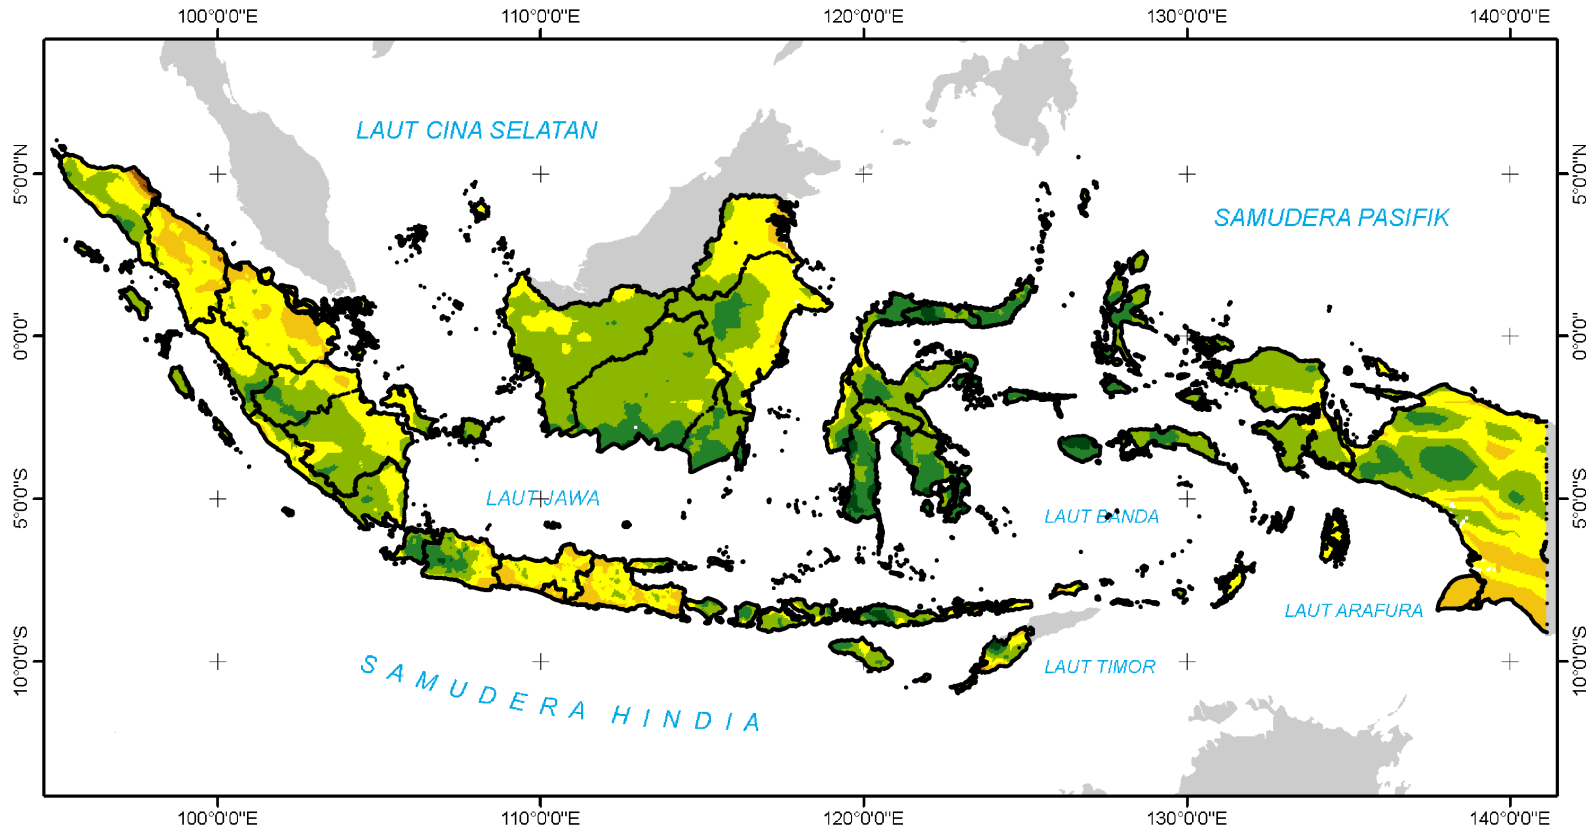 100°0'0"E 110°0'0"E 120°0'0"E 130°0'0"E 140°0'0"E
LAUT CINA SELATAN
5°0'0"N 5°0'0"N
SAMUDERA PASIFIK
0°0'0" 0°0'0"
LAUT JAWA
5°0'0"S 5°0'0"S
LAUT BANDA
LAUT ARAFURA
10°0'0"S 10°0'0"S
LAUT TIMOR
SAMUDERA HINDIA
100°0'0"E 110°0'0"E 120°0'0"E 130°0'0"E 140°0'0"E